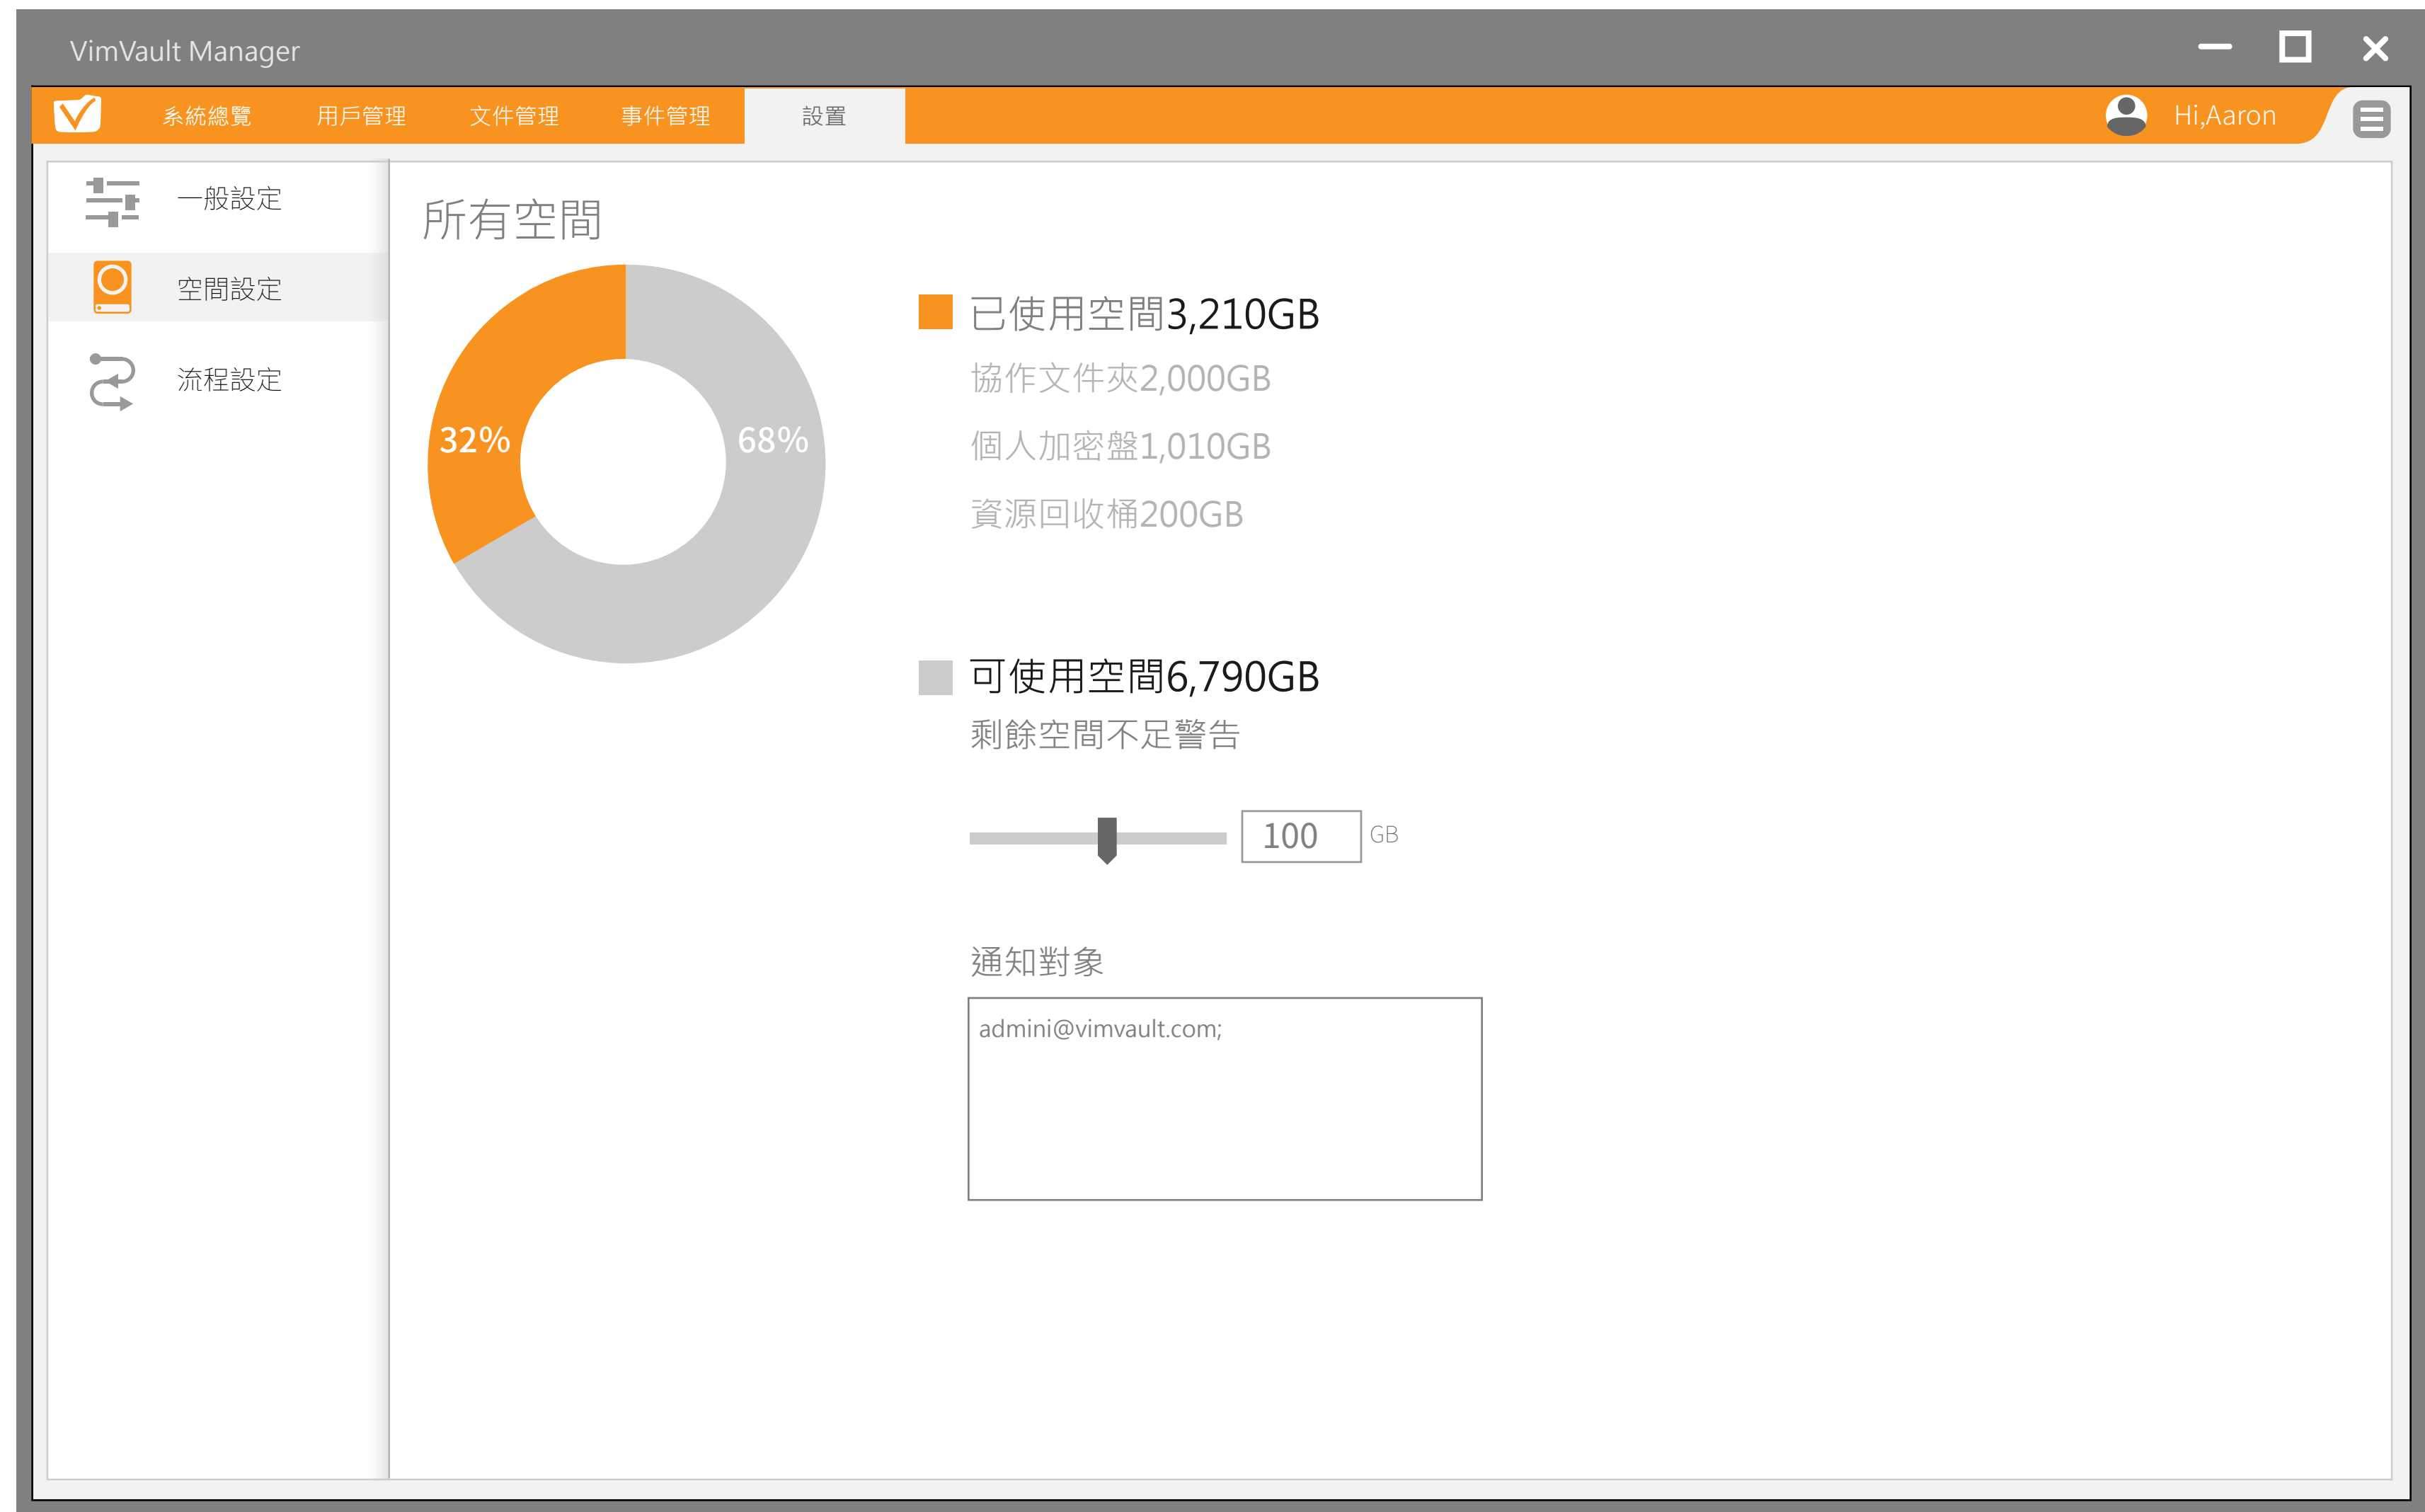 VimVault Manager
系統總覽 用戶管理 文件管理 事件管理 設置 Hi,Aaron
一般設定
空間設定
流程設定
所有空間
32% 68%
已使用空間3,210GB
協作文件夾2,000GB
個人加密盤1,010GB
資源回收桶200GB
可使用空間6,790GB
剩餘空間不足警告
100 GB
通知對象
admini@vimvault.com;